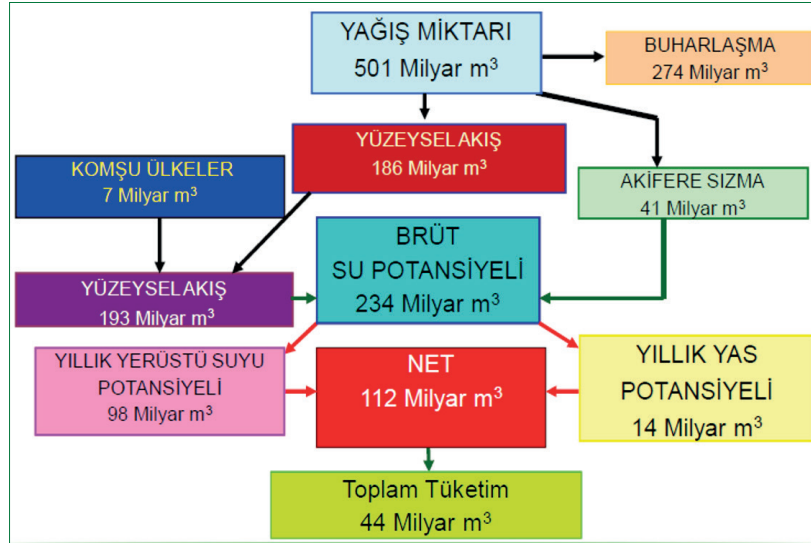 YAĞIŞ MİKTARI
501 Milyar m³
BUHARLAŞMA
274 Milyar m³
YÜZEYSEL AKIŞ
186 Milyar m³
KOMŞU ÜLKELER
7 Milyar m³
AKİFERE SIZMA
41 Milyar m³
BRÜT
SU POTANSİYELİ
234 Milyar m³
YÜZEYSEL AKIŞ
193 Milyar m³
YILLIK YERÜSTÜ SUYU
POTANSİYELİ
98 Milyar m³
NET
112 Milyar m³
YILLIK YAS
POTANSİYELİ
14 Milyar m³
Toplam Tüketim
44 Milyar m³